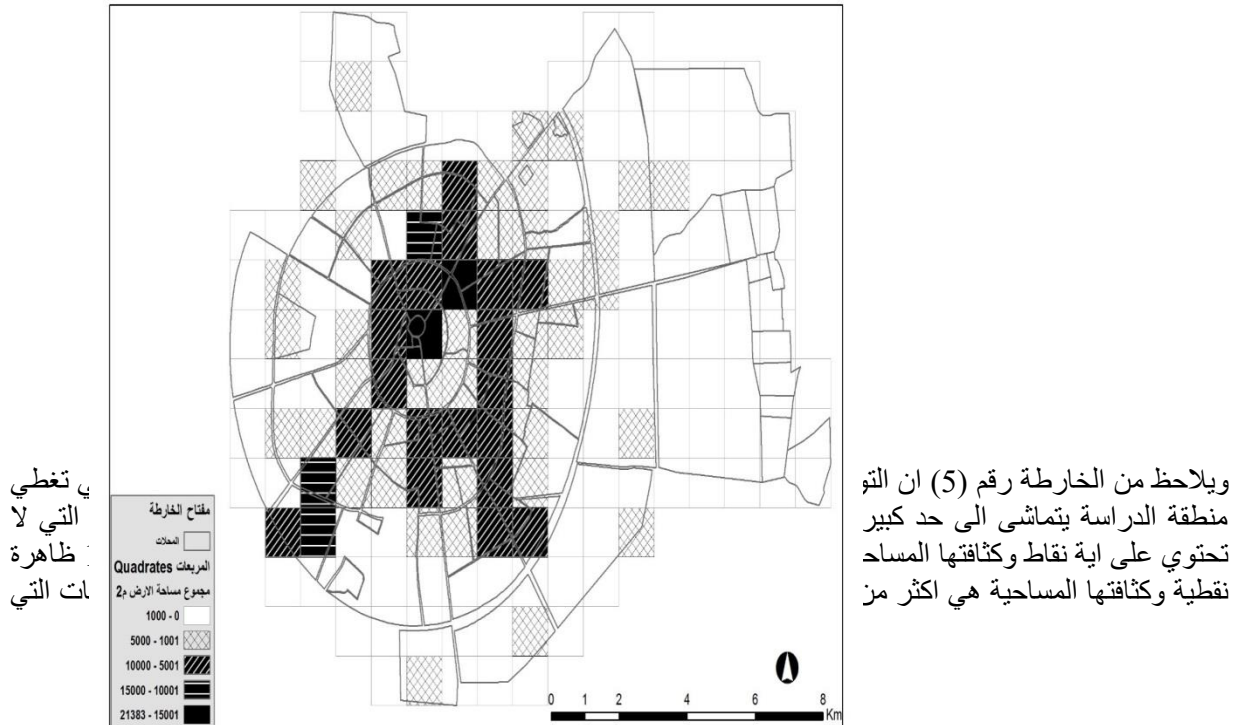 ويلاحظ من الخارطة رقم (5) ان التو ي تغطي
منطقة الدراسة يتماشى الى حد كبير التي لا
تحتوي على اية نقاط وكثافتها المساحـ ظاهرة
نقطية وكثافتها المساحية هي اكثر من ات التي
مفتاح الخارطة
المحلات
المربعات Quadrates
مجموع مساحة الارض م2
1000 - 0
5000 - 1001
10000 - 5001
15000 - 10001
21383 - 15001
0 1 2 4 6 8
Km